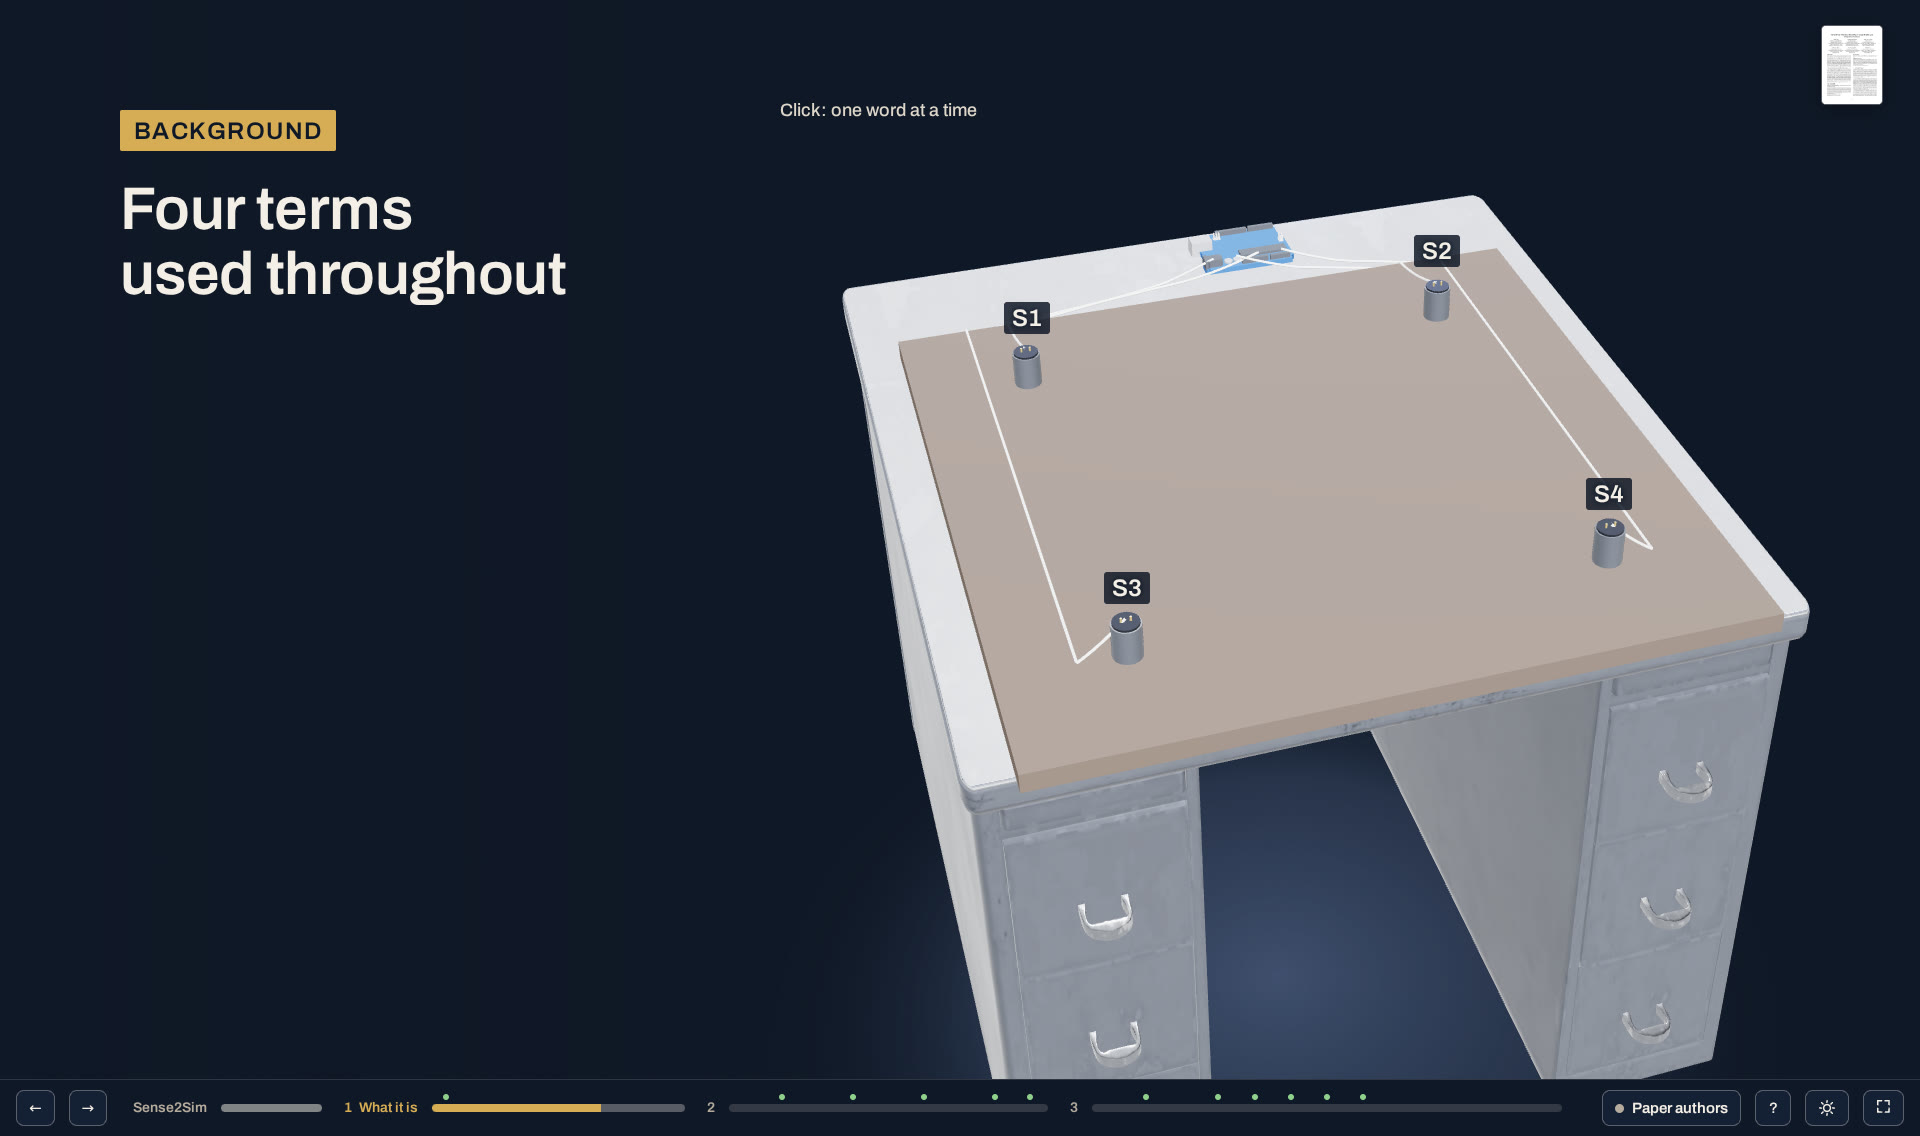 BACKGROUND
Click: one word at a time
Four terms
used throughout
S1
S2
S3
S4
← → Sense2Sim 1 What it is 2 3 Paper authors ?